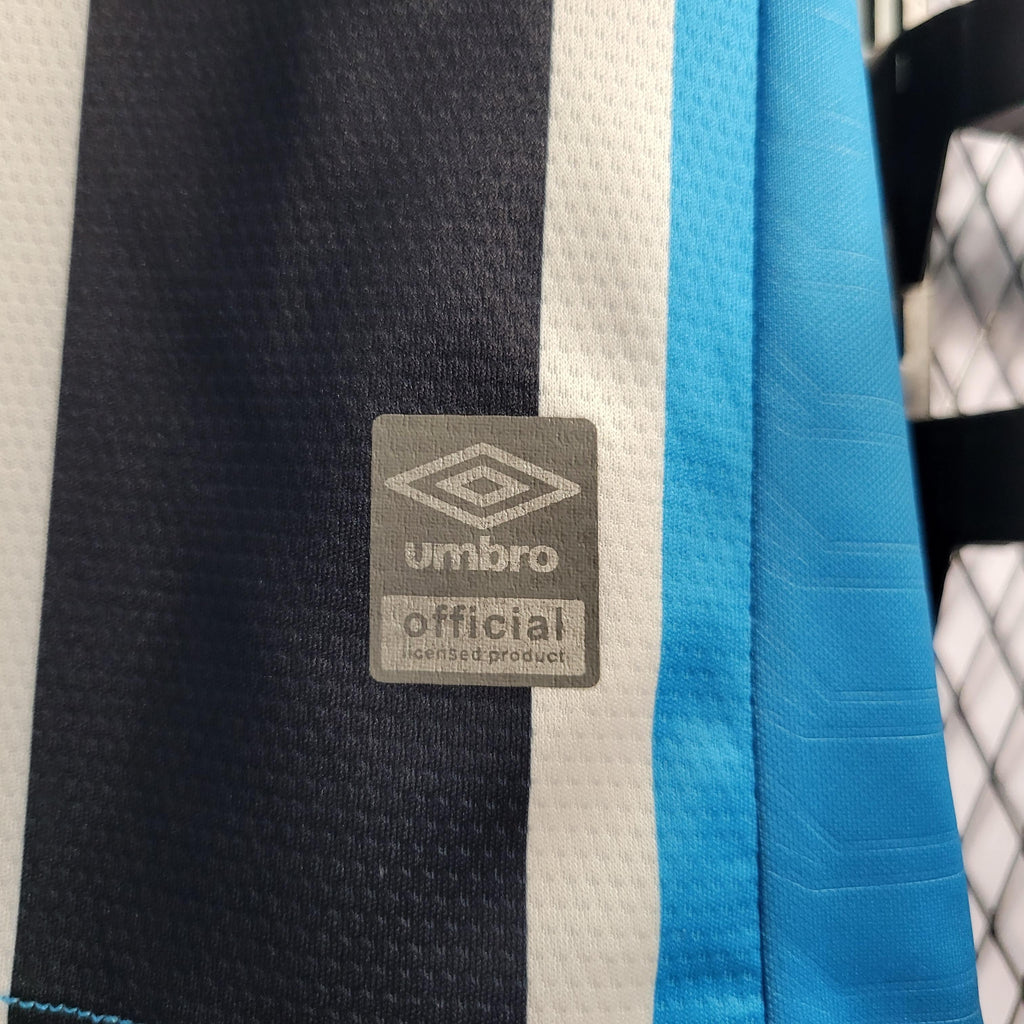 umbro
official
licensed product